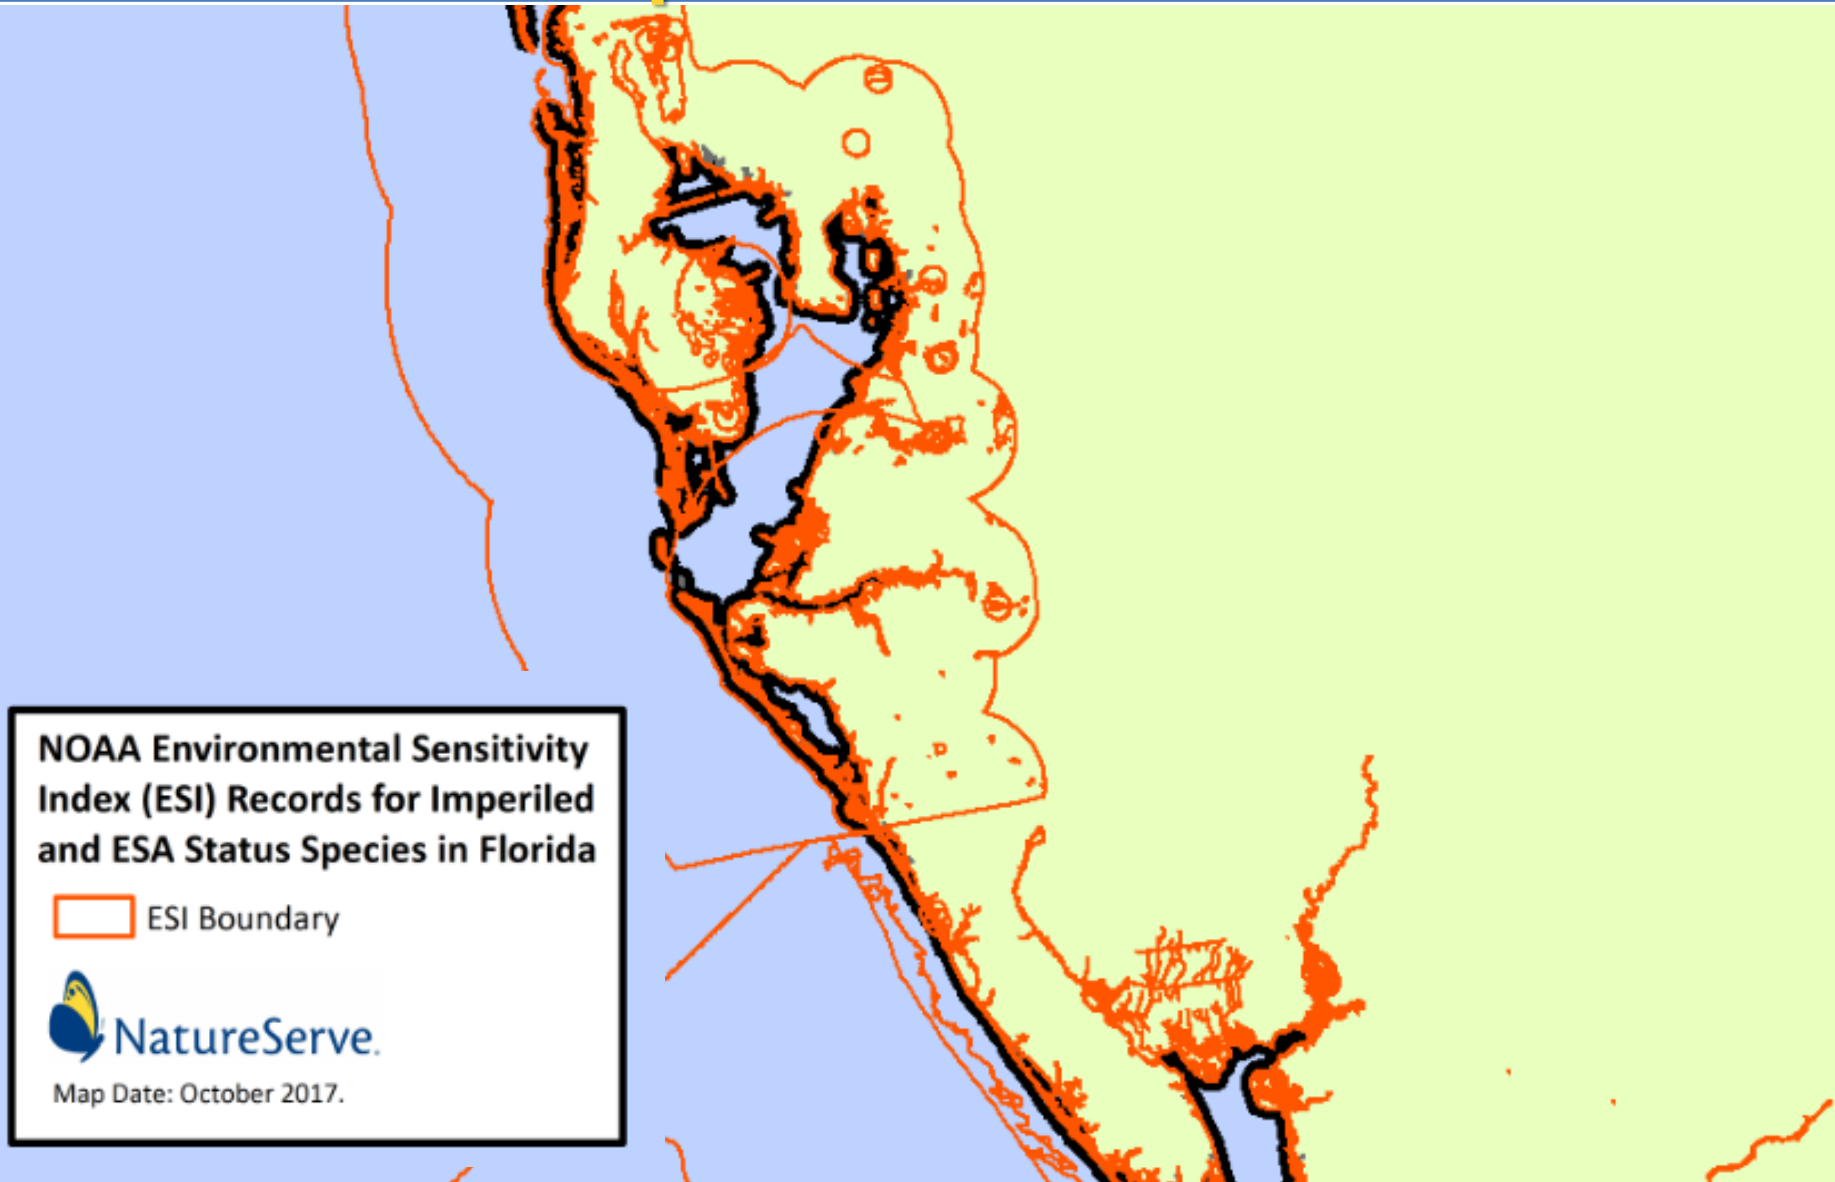 NOAA Environmental Sensitivity
Index (ESI) Records for Imperiled
and ESA Status Species in Florida
ESI Boundary
NatureServe.
Map Date: October 2017.